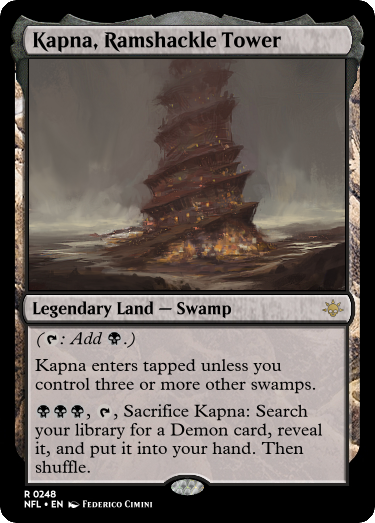 Kapna, Ramshackle Tower
Legendary Land — Swamp
(T: Add B.)
Kapna enters tapped unless you
control three or more other swamps.
BBB, T, Sacrifice Kapna: Search
your library for a Demon card, reveal
it, and put it into your hand. Then
shuffle.
R 0248
NFL • EN Federico Cimini